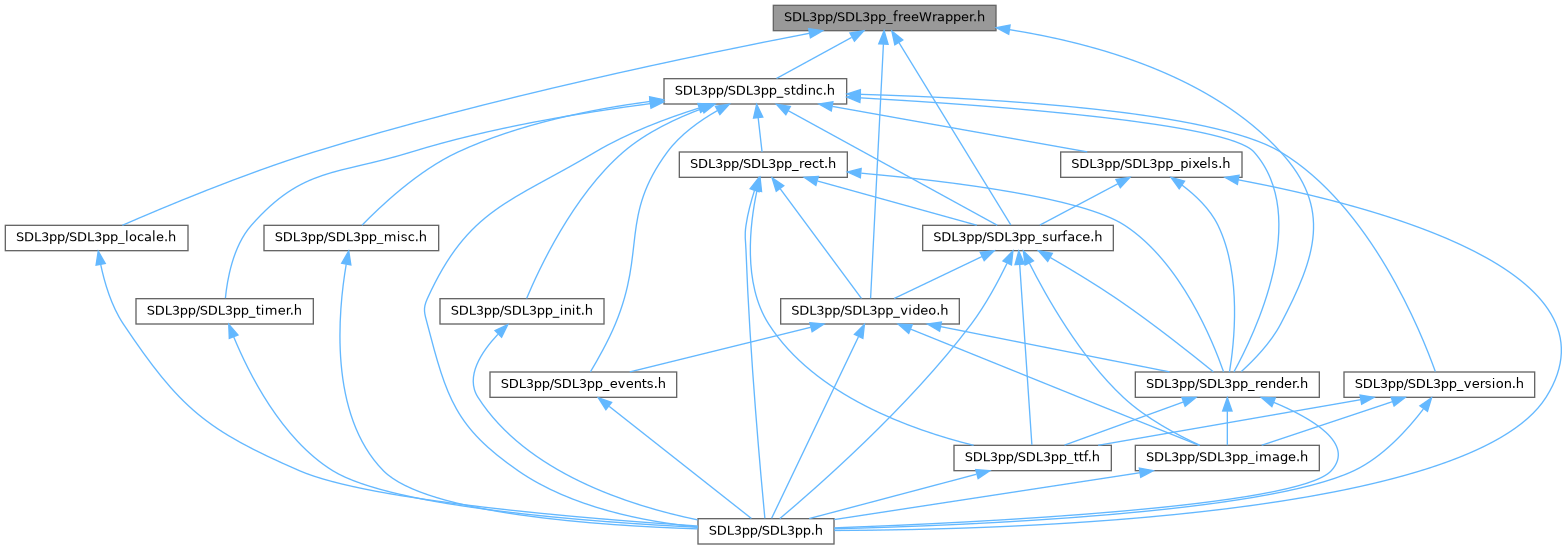 SDL3pp/SDL3pp_freeWrapper.h
SDL3pp/SDL3pp_stdinc.h
SDL3pp/SDL3pp_rect.h
SDL3pp/SDL3pp_pixels.h
SDL3pp/SDL3pp_locale.h
SDL3pp/SDL3pp_misc.h
SDL3pp/SDL3pp_surface.h
SDL3pp/SDL3pp_timer.h
SDL3pp/SDL3pp_init.h
SDL3pp/SDL3pp_video.h
SDL3pp/SDL3pp_events.h
SDL3pp/SDL3pp_render.h
SDL3pp/SDL3pp_version.h
SDL3pp/SDL3pp_ttf.h
SDL3pp/SDL3pp_image.h
SDL3pp/SDL3pp.h